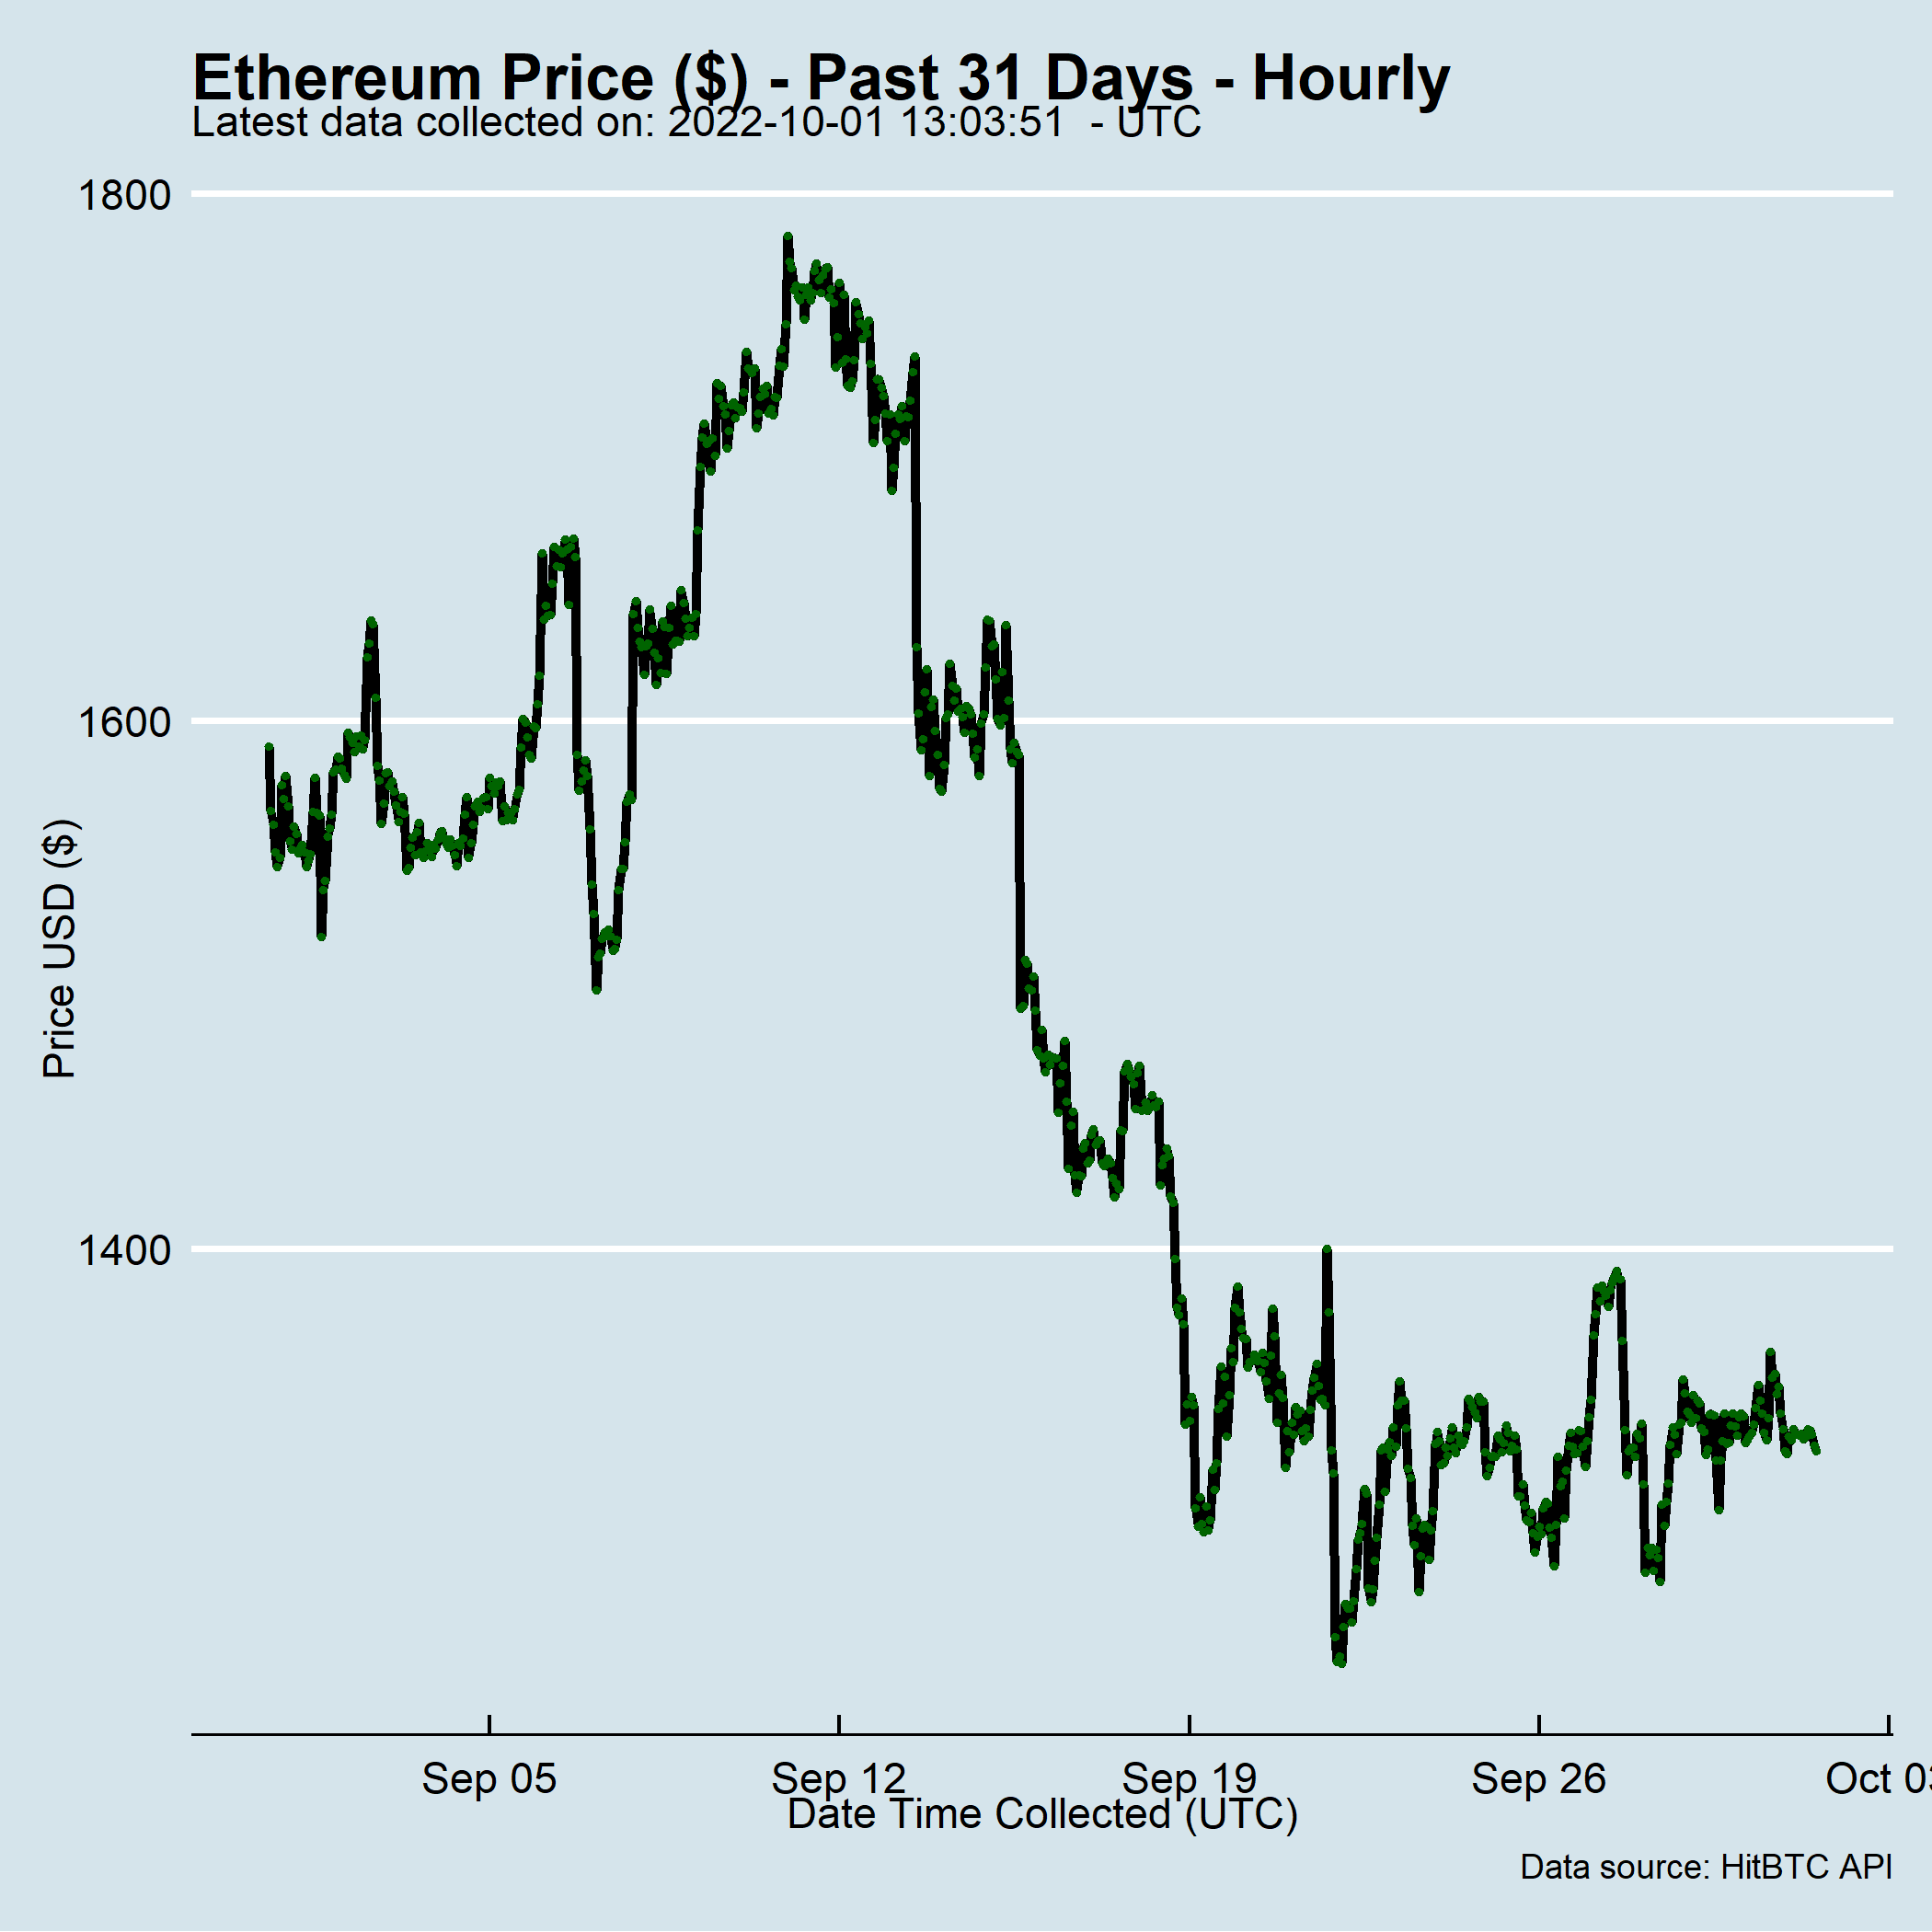 Ethereum Price ($) - Past 31 Days - Hourly
Latest data collected on: 2022-10-01 13:03:51  - UTC
1800
1600
1400
Price USD ($)
Sep 05
Sep 12
Sep 19
Sep 26
Oct 03
Date Time Collected (UTC)
Data source: HitBTC API